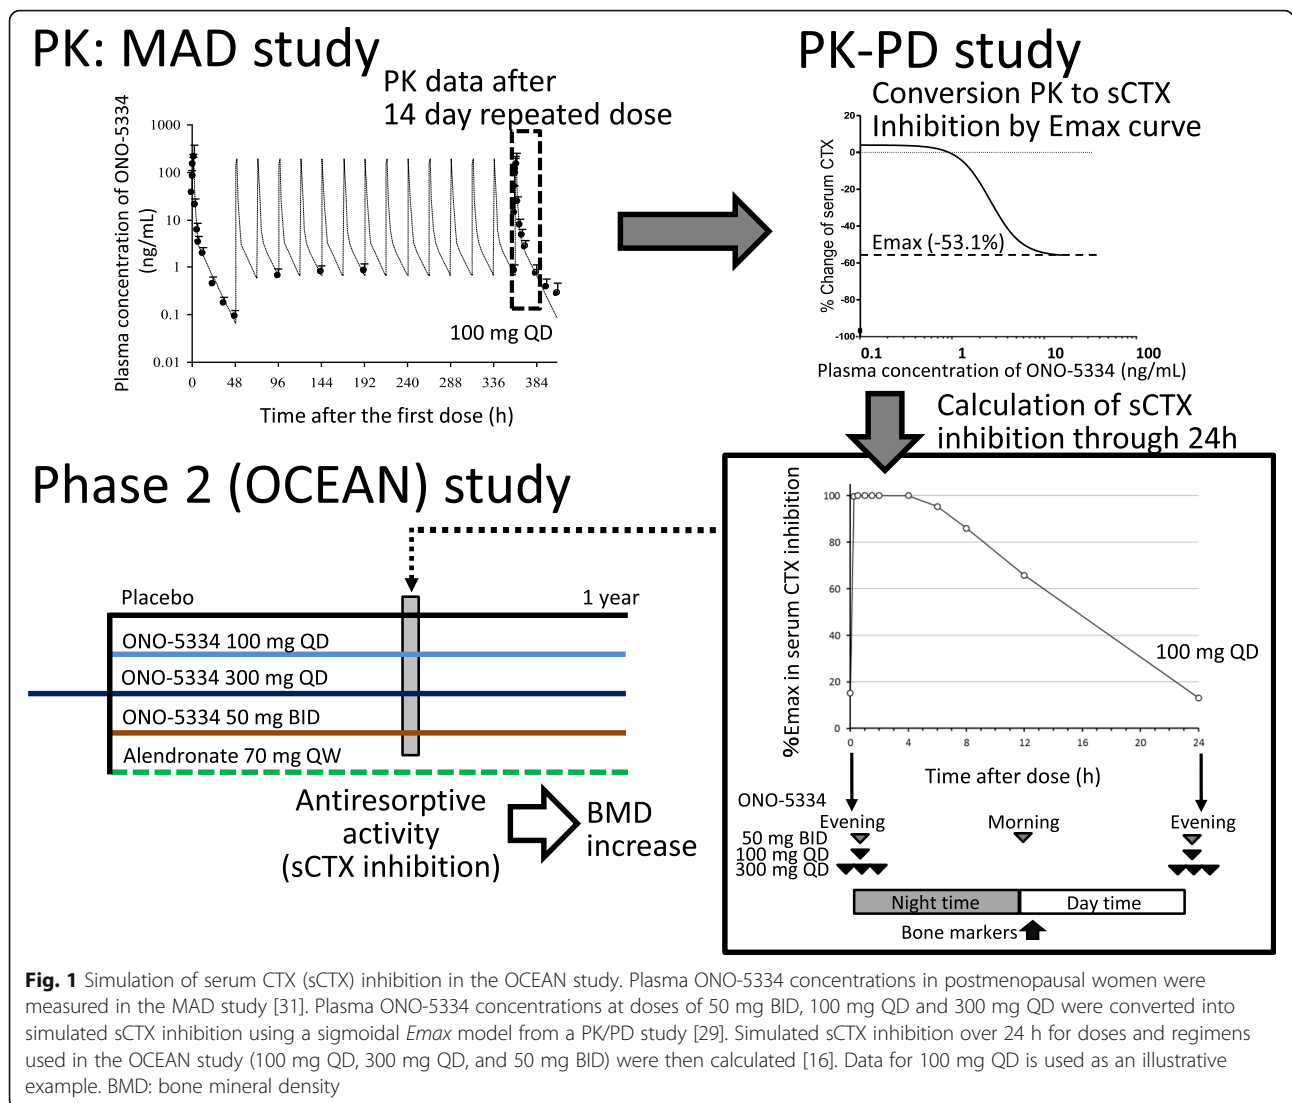 PK: MAD study
PK data after
14 day repeated dose
Plasma concentration of ONO-5334
(ng/mL)
1000
100
10
1
0.1
0.01
100 mg QD
0 48 96 144 192 240 288 336 384
Time after the first dose (h)
PK-PD study
Conversion PK to sCTX
Inhibition by Emax curve
% Change of serum CTX
20
0
-20
-40
-60
-80
-100
Emax (-53.1%)
0.1 1 10 100
Plasma concentration of ONO-5334 (ng/mL)
Calculation of sCTX
inhibition through 24h
Phase 2 (OCEAN) study
Placebo 1 year
ONO-5334 100 mg QD
ONO-5334 300 mg QD
ONO-5334 50 mg BID
Alendronate 70 mg QW
Antiresorptive
activity
(sCTX inhibition)
BMD
increase
%Emax in serum CTX inhibition
100
80
60
40
20
0
100 mg QD
0 4 8 12 16 20 24
Time after dose (h)
ONO-5334
Evening Morning Evening
50 mg BID
100 mg QD
300 mg QD
Night time Day time
Bone markers
Fig. 1 Simulation of serum CTX (sCTX) inhibition in the OCEAN study. Plasma ONO-5334 concentrations in postmenopausal women were
measured in the MAD study [31]. Plasma ONO-5334 concentrations at doses of 50 mg BID, 100 mg QD and 300 mg QD were converted into
simulated sCTX inhibition using a sigmoidal Emax model from a PK/PD study [29]. Simulated sCTX inhibition over 24 h for doses and regimens
used in the OCEAN study (100 mg QD, 300 mg QD, and 50 mg BID) were then calculated [16]. Data for 100 mg QD is used as an illustrative
example. BMD: bone mineral density